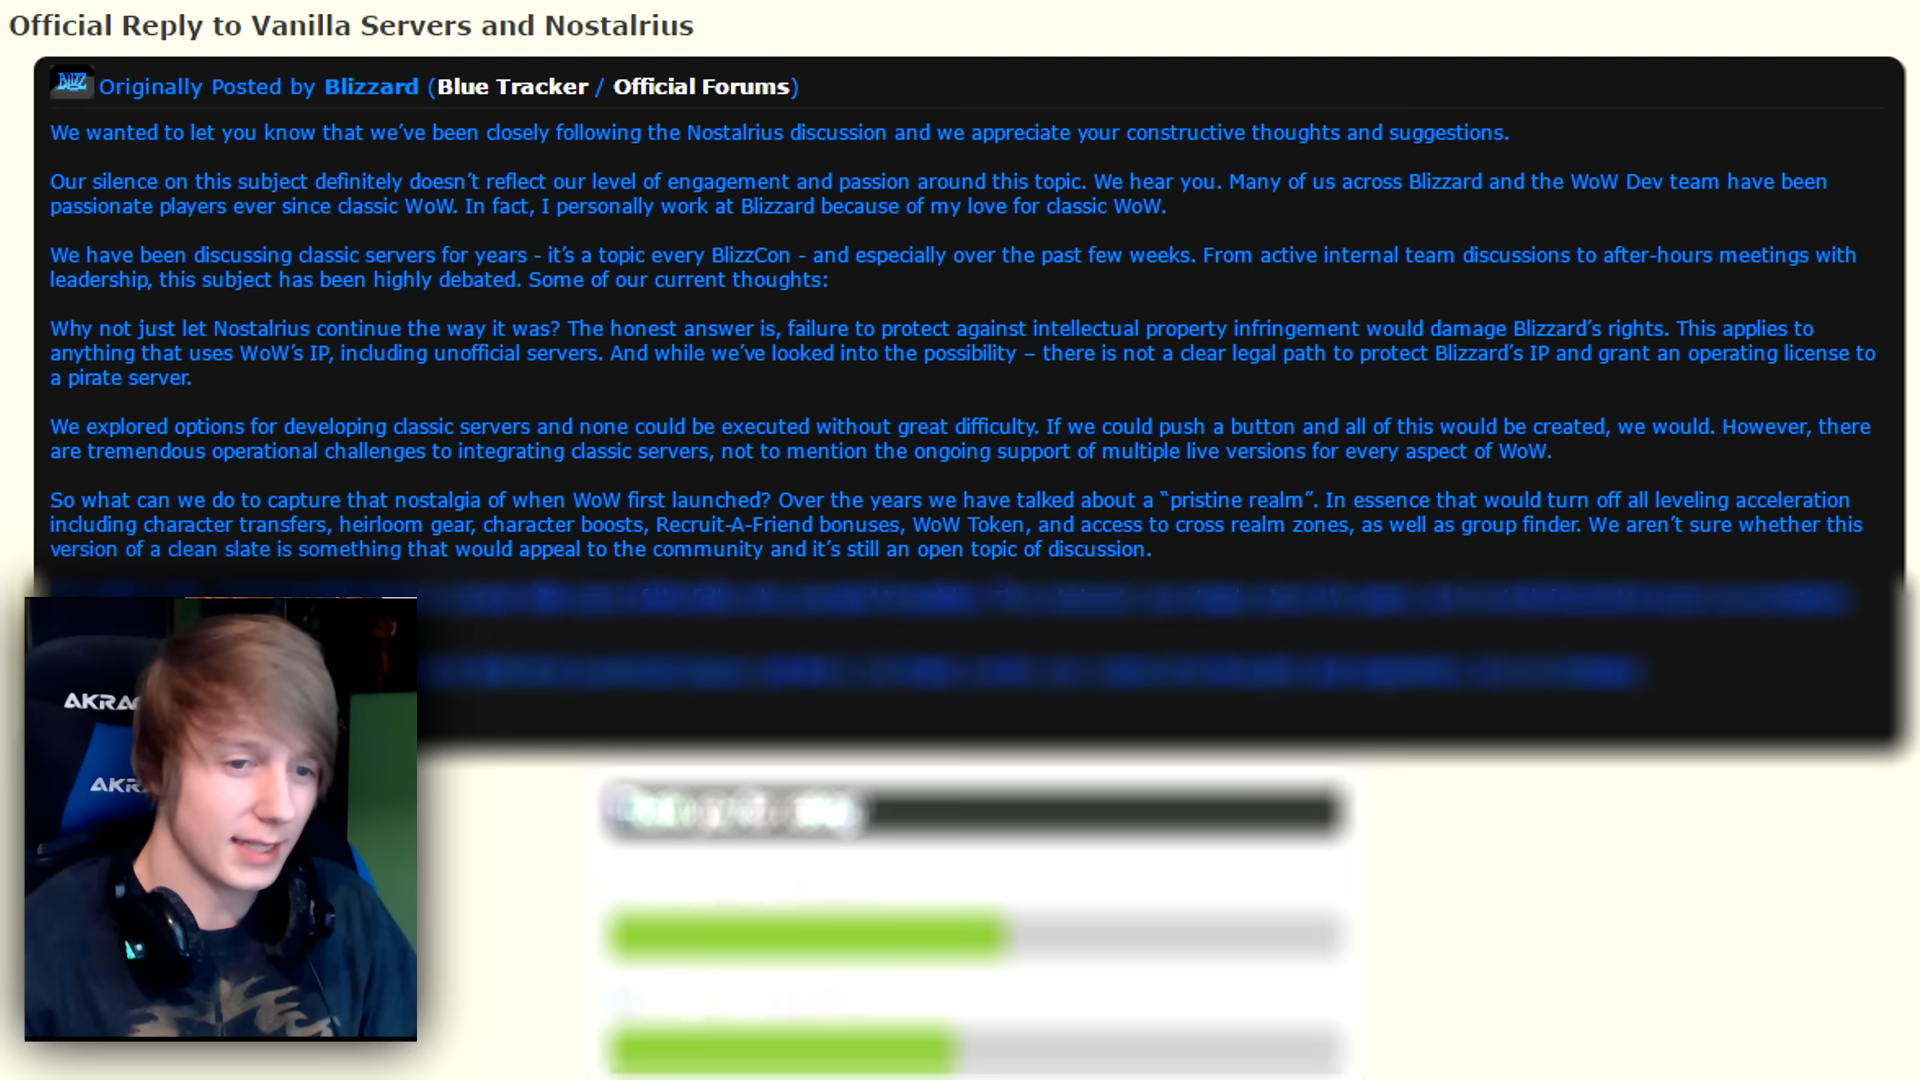 Official Reply to Vanilla Servers and Nostalrius
BLIZZ Originally Posted by Blizzard (Blue Tracker / Official Forums)
We wanted to let you know that we’ve been closely following the Nostalrius discussion and we appreciate your constructive thoughts and suggestions.
Our silence on this subject definitely doesn’t reflect our level of engagement and passion around this topic. We hear you. Many of us across Blizzard and the WoW Dev team have been
passionate players ever since classic WoW. In fact, I personally work at Blizzard because of my love for classic WoW.
We have been discussing classic servers for years - it’s a topic every BlizzCon - and especially over the past few weeks. From active internal team discussions to after-hours meetings with
leadership, this subject has been highly debated. Some of our current thoughts:
Why not just let Nostalrius continue the way it was? The honest answer is, failure to protect against intellectual property infringement would damage Blizzard’s rights. This applies to
anything that uses WoW’s IP, including unofficial servers. And while we’ve looked into the possibility – there is not a clear legal path to protect Blizzard’s IP and grant an operating license to
a pirate server.
We explored options for developing classic servers and none could be executed without great difficulty. If we could push a button and all of this would be created, we would. However, there
are tremendous operational challenges to integrating classic servers, not to mention the ongoing support of multiple live versions for every aspect of WoW.
So what can we do to capture that nostalgia of when WoW first launched? Over the years we have talked about a “pristine realm”. In essence that would turn off all leveling acceleration
including character transfers, heirloom gear, character boosts, Recruit-A-Friend bonuses, WoW Token, and access to cross realm zones, as well as group finder. We aren’t sure whether this
version of a clean slate is something that would appeal to the community and it’s still an open topic of discussion.
AKRA
AKR